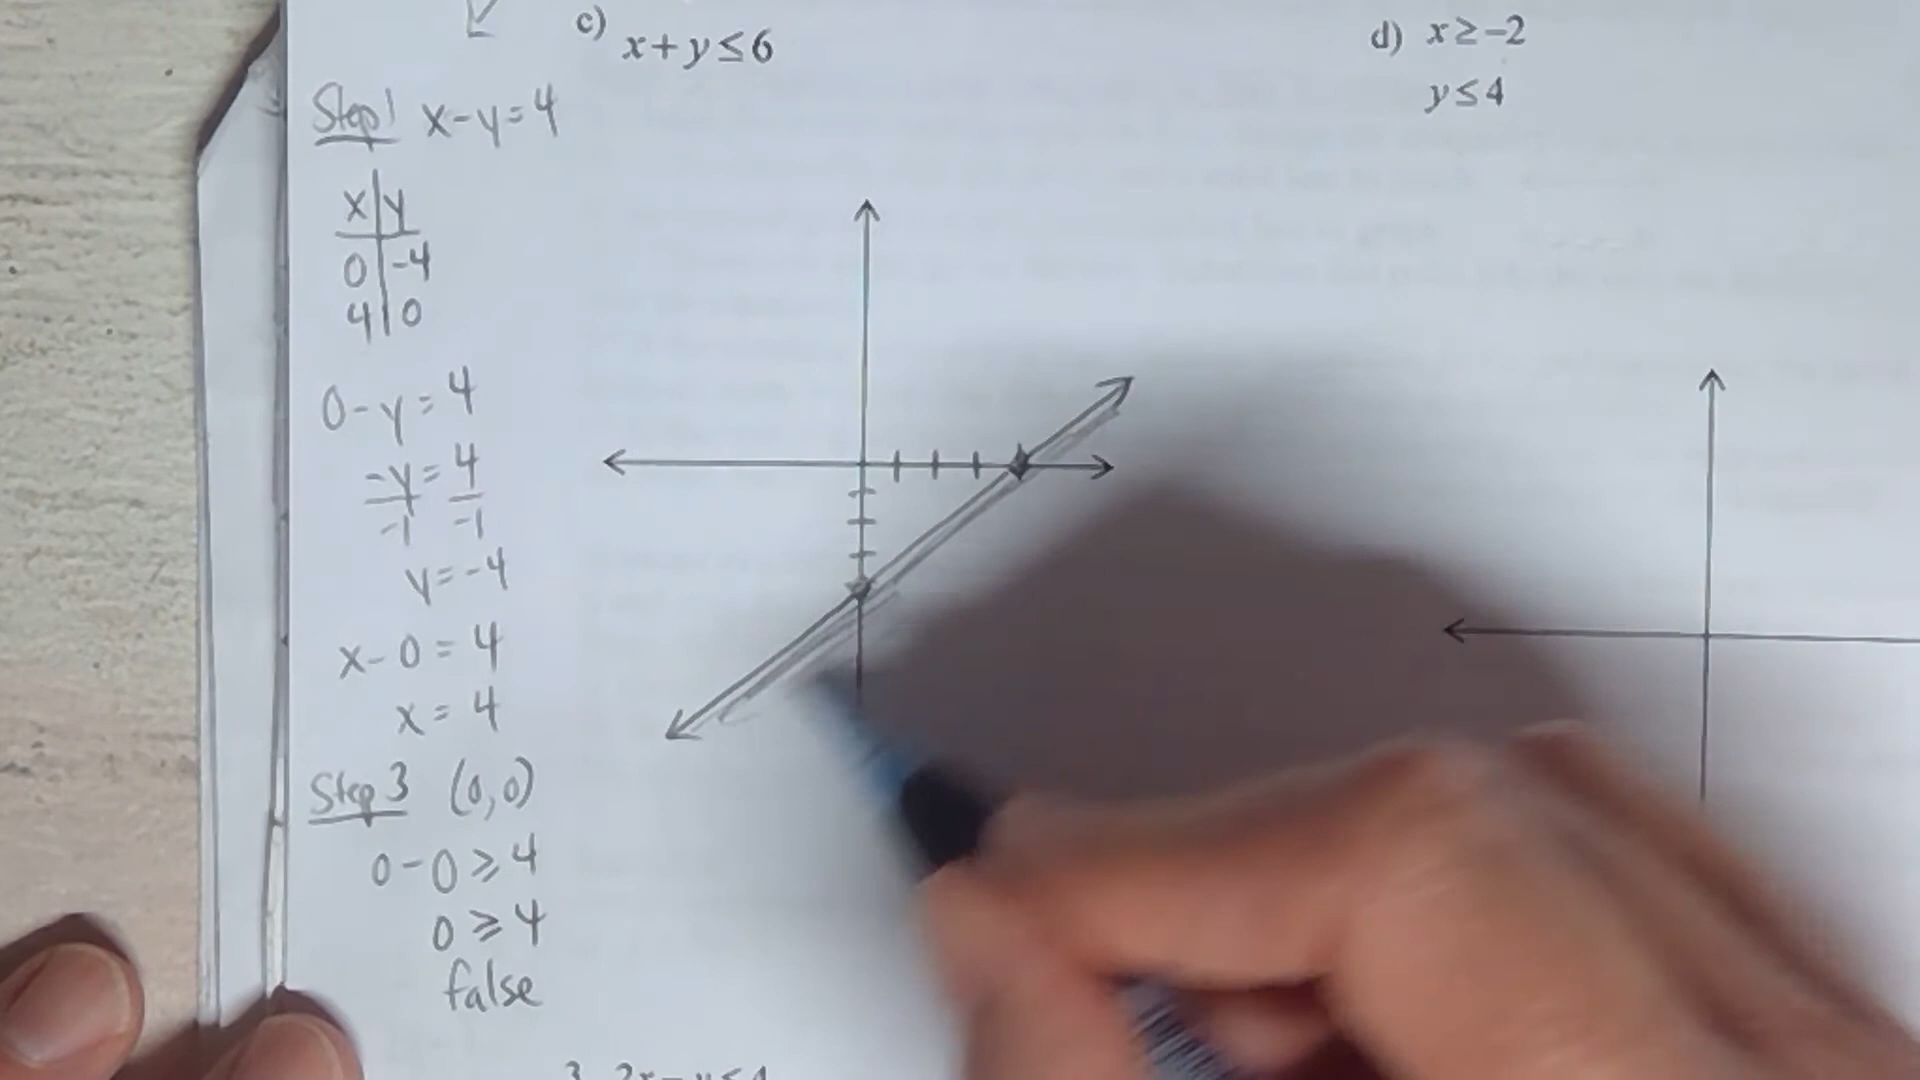 c) x+y≤6
d) x≥-2
y≤4
Step 1 x-y=4
x|y
0|-4
4|0
0-y=4
-y=4
-1 -1
y=-4
x-0=4
x=4
Step 3 (0,0)
0-0≥4
0≥4
false